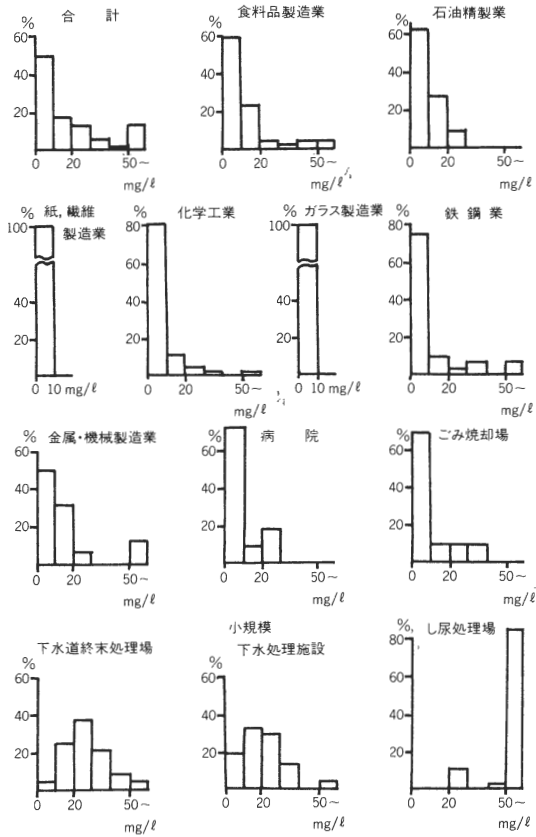 合計
%
60
40
20
0 20 50~
mg/ℓ
食料品製造業
%
60
40
20
0 20 50~
mg/ℓ
石油精製業
%
60
40
20
0 20 50~
mg/ℓ
紙,繊維
製造業
%
100
40
20
0 10 mg/ℓ
化学工業
%
80
60
40
20
0 20 50~
mg/ℓ
ガラス製造業
%
100
40
20
0 10 mg/ℓ
鉄鋼業
%
80
60
40
20
0 20 50~
mg/ℓ
金属・機械製造業
%
60
40
20
0 20 50~
mg/ℓ
病院
%
60
40
20
0 20 50~
mg/ℓ
ごみ焼却場
%
60
40
20
0 20 50~
mg/ℓ
下水道終末処理場
%
60
40
20
0 20 50~
mg/ℓ
小規模
下水処理施設
%
60
40
20
0 20 50~
mg/ℓ
し尿処理場
%
80
60
40
20
0 20 50~
mg/ℓ